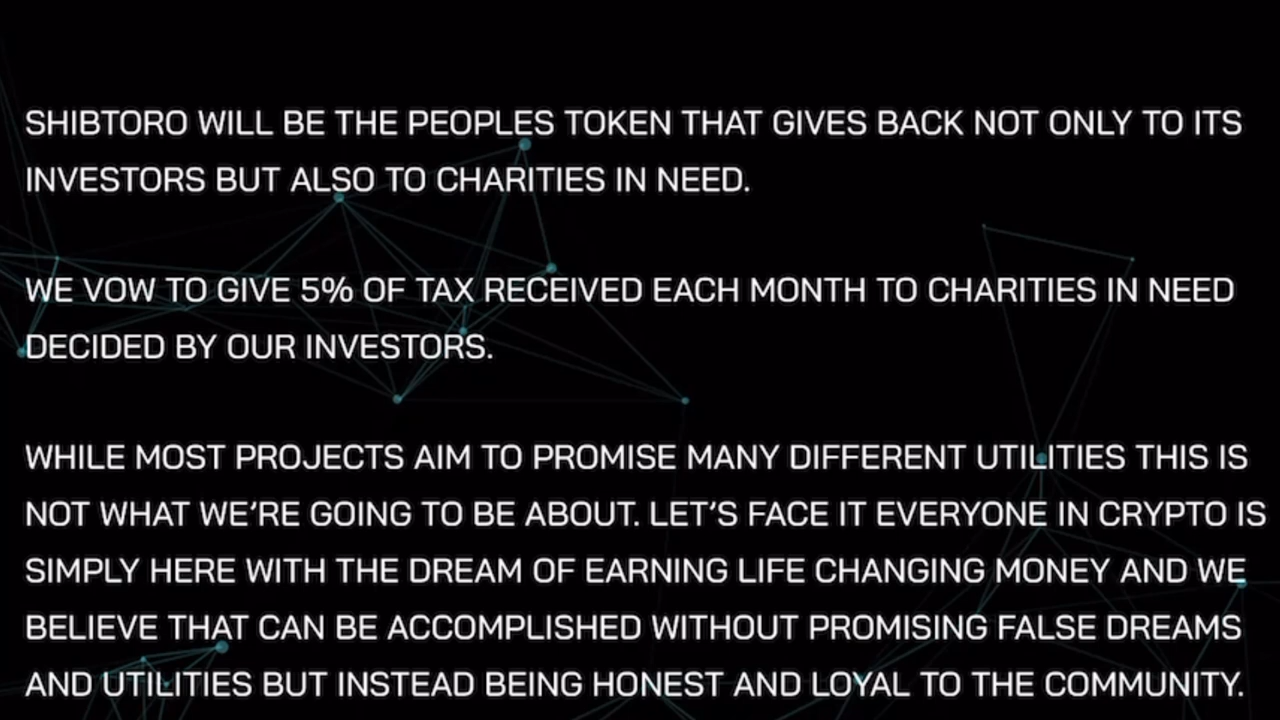 SHIBTORO WILL BE THE PEOPLES TOKEN THAT GIVES BACK NOT ONLY TO ITS
INVESTORS BUT ALSO TO CHARITIES IN NEED.
WE VOW TO GIVE 5% OF TAX RECEIVED EACH MONTH TO CHARITIES IN NEED
DECIDED BY OUR INVESTORS.
WHILE MOST PROJECTS AIM TO PROMISE MANY DIFFERENT UTILITIES THIS IS
NOT WHAT WE’RE GOING TO BE ABOUT. LET’S FACE IT EVERYONE IN CRYPTO IS
SIMPLY HERE WITH THE DREAM OF EARNING LIFE CHANGING MONEY AND WE
BELIEVE THAT CAN BE ACCOMPLISHED WITHOUT PROMISING FALSE DREAMS
AND UTILITIES BUT INSTEAD BEING HONEST AND LOYAL TO THE COMMUNITY.